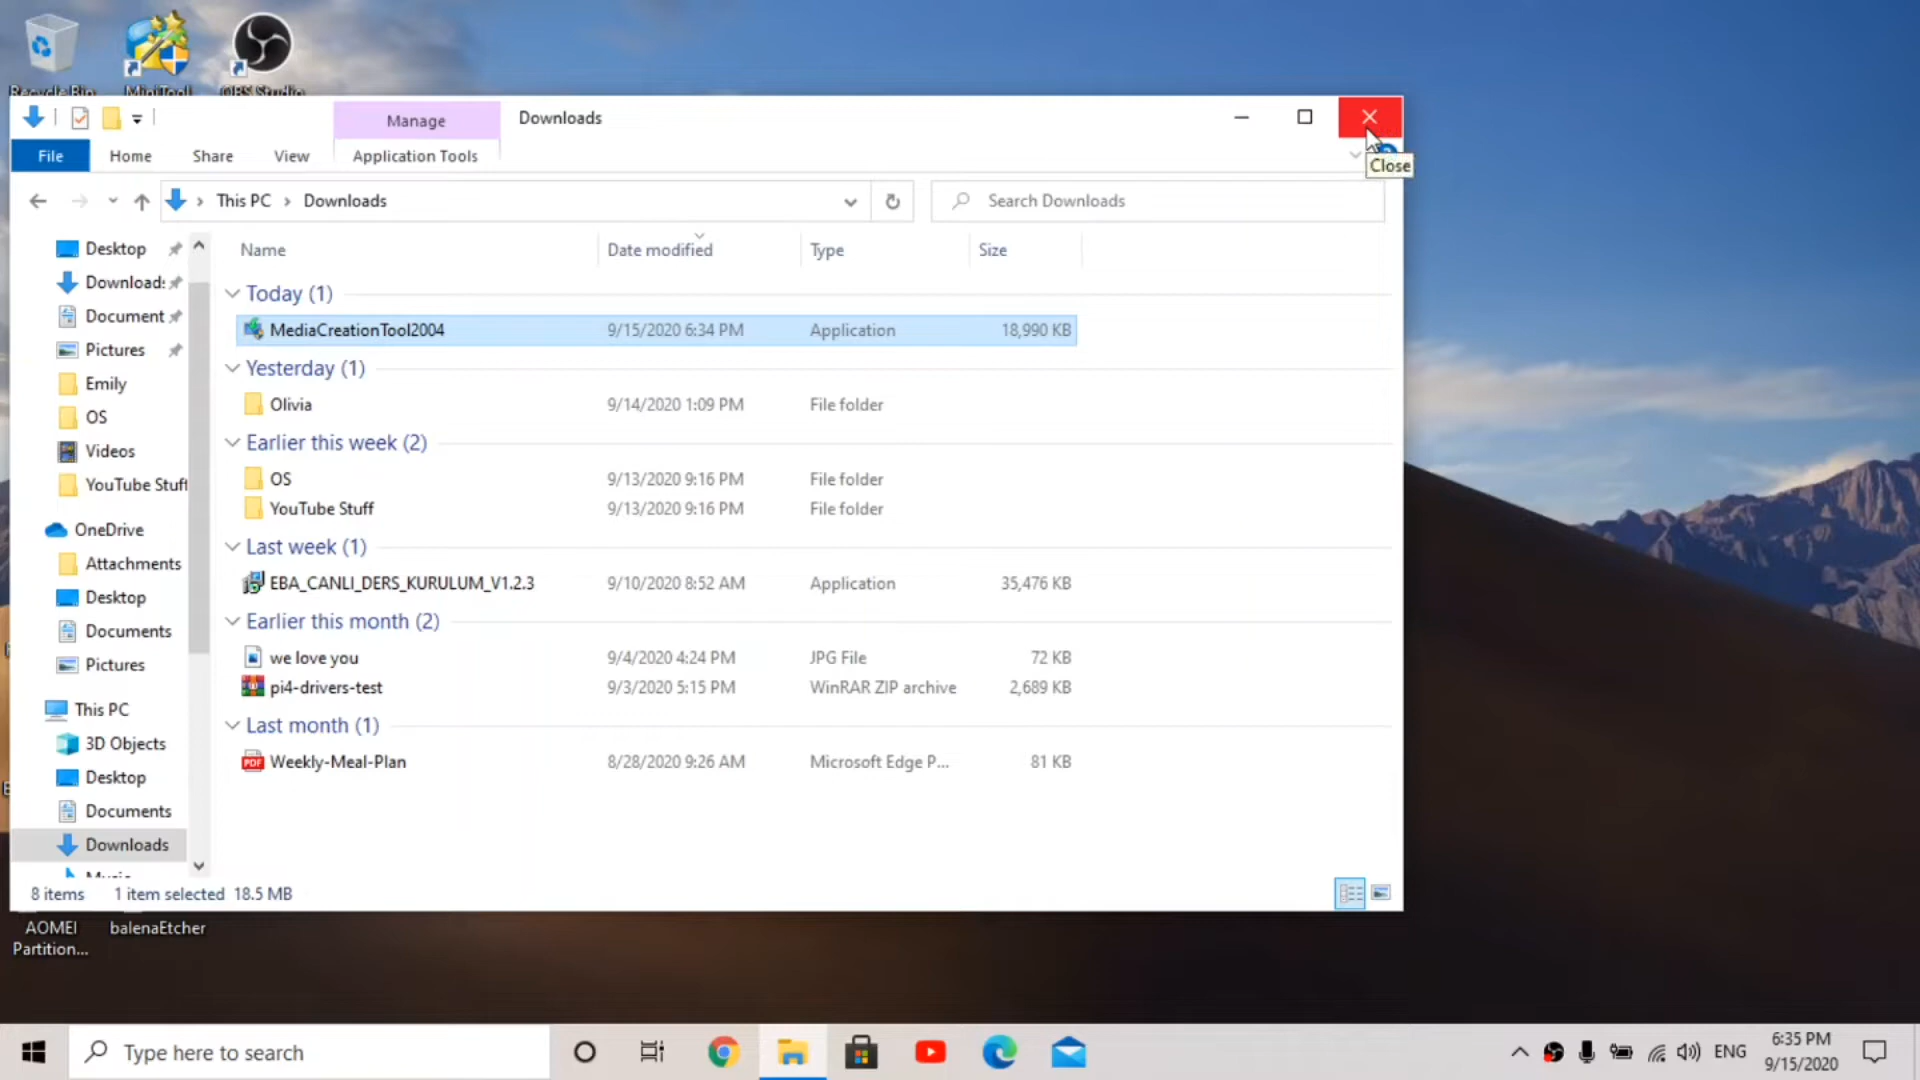 Recycle Bin
MiniTool
OBS Studio
Manage
Downloads
File
Home
Share
View
Application Tools
Close
This PC
Downloads
Search Downloads
Desktop
Download:
Document
Pictures
Emily
OS
Videos
YouTube Stuff
OneDrive
Attachments
Desktop
Documents
Pictures
This PC
3D Objects
Desktop
Documents
Downloads
Music
Name Date modified Type Size
Today (1)
MediaCreationTool2004 9/15/2020 6:34 PM Application 18,990 KB
Yesterday (1)
Olivia 9/14/2020 1:09 PM File folder
Earlier this week (2)
OS 9/13/2020 9:16 PM File folder
YouTube Stuff 9/13/2020 9:16 PM File folder
Last week (1)
EBA_CANLI_DERS_KURULUM_V1.2.3 9/10/2020 8:52 AM Application 35,476 KB
Earlier this month (2)
we love you 9/4/2020 4:24 PM JPG File 72 KB
pi4-drivers-test 9/3/2020 5:15 PM WinRAR ZIP archive 2,689 KB
Last month (1)
Weekly-Meal-Plan 8/28/2020 9:26 AM Microsoft Edge P... 81 KB
8 items 1 item selected 18.5 MB
AOMEI
Partition...
balenaEtcher
Type here to search
ENG
6:35 PM
9/15/2020